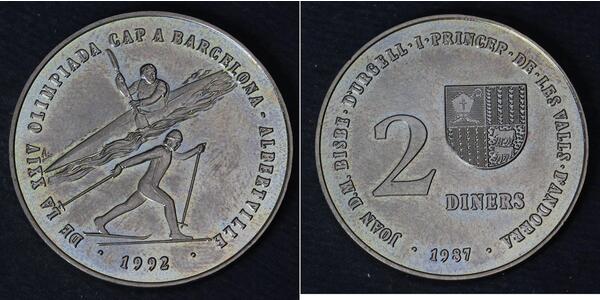 DE LA XXIV OLIMPIADA CAP A BARCELONA · ALBERTVILLE
· 1992 ·
JOAN D.M. BISBE · D'URGELL · I · PRINCEP · DE · LES VALLS · D'ANDORRA
2
DINERS
· 1987 ·